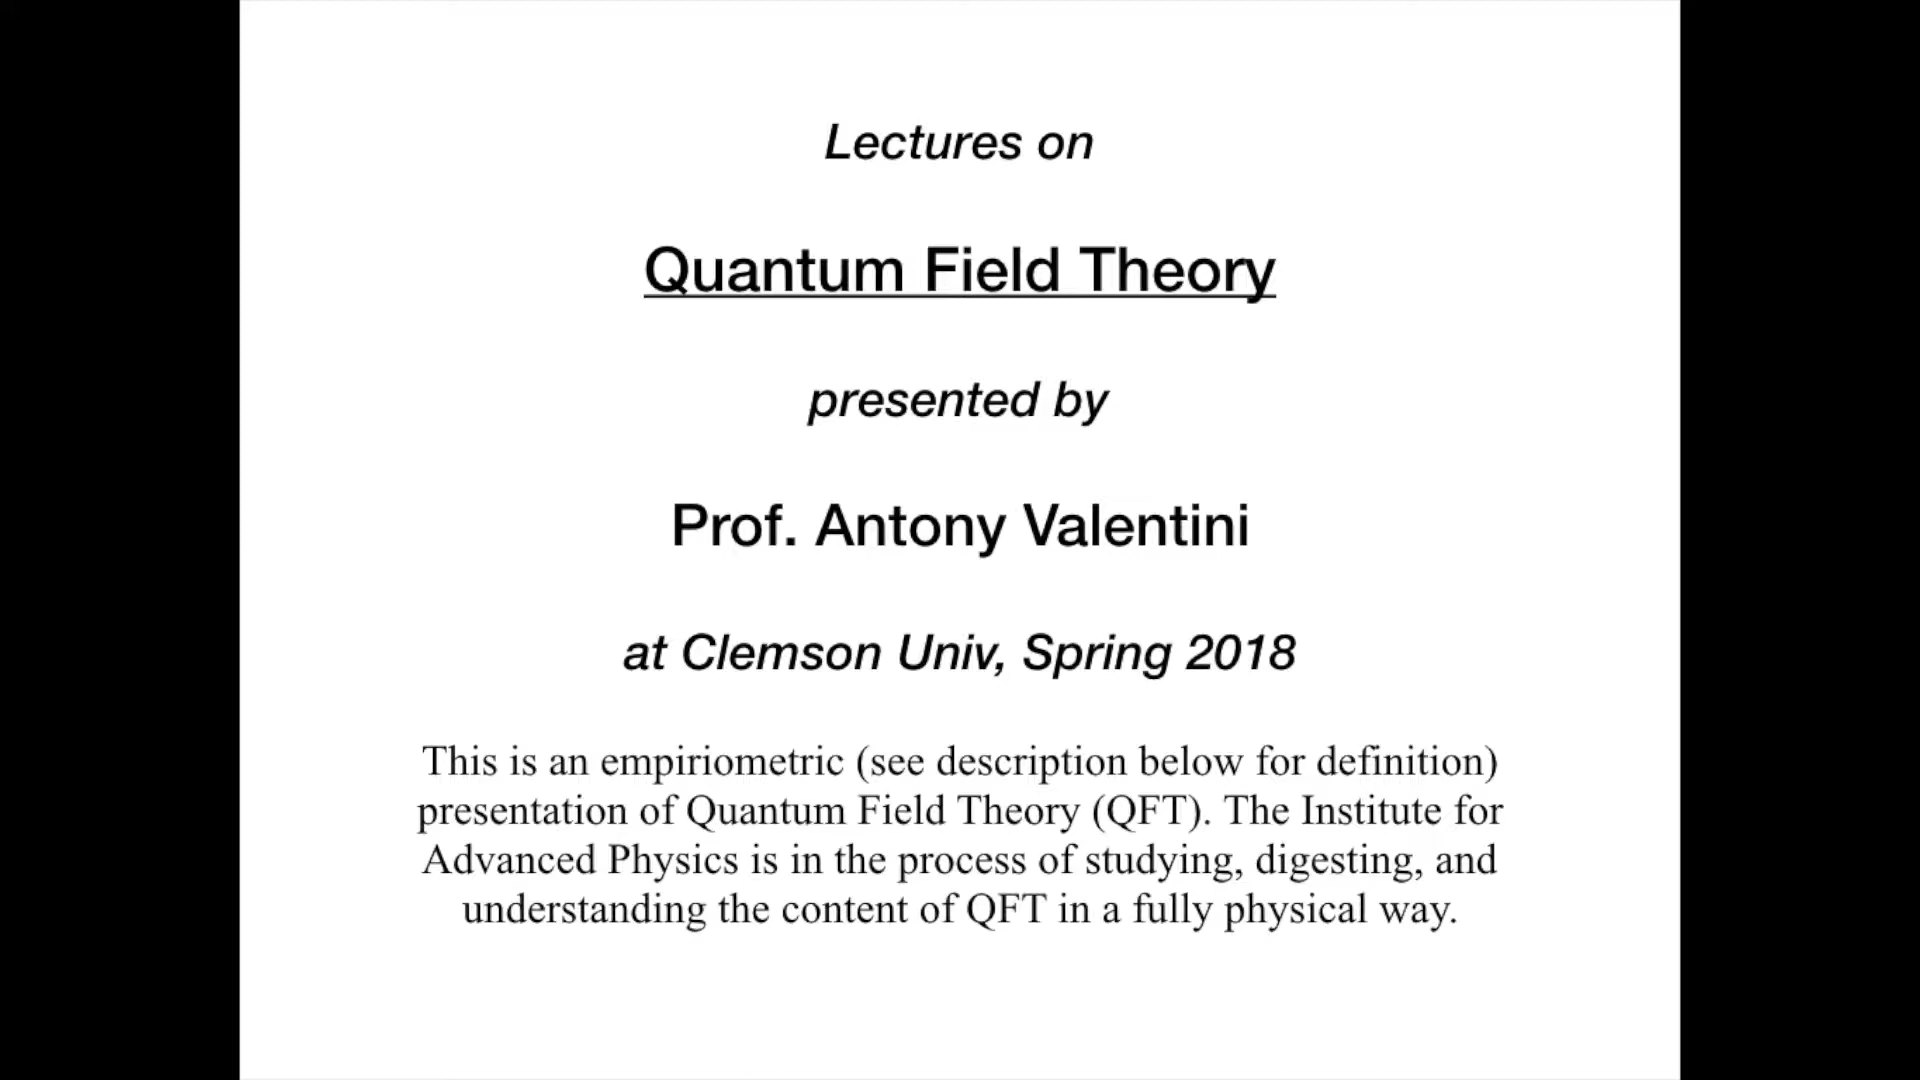 Lectures on
Quantum Field Theory
presented by
Prof. Antony Valentini
at Clemson Univ, Spring 2018
This is an empiriometric (see description below for definition)
presentation of Quantum Field Theory (QFT). The Institute for
Advanced Physics is in the process of studying, digesting, and
understanding the content of QFT in a fully physical way.